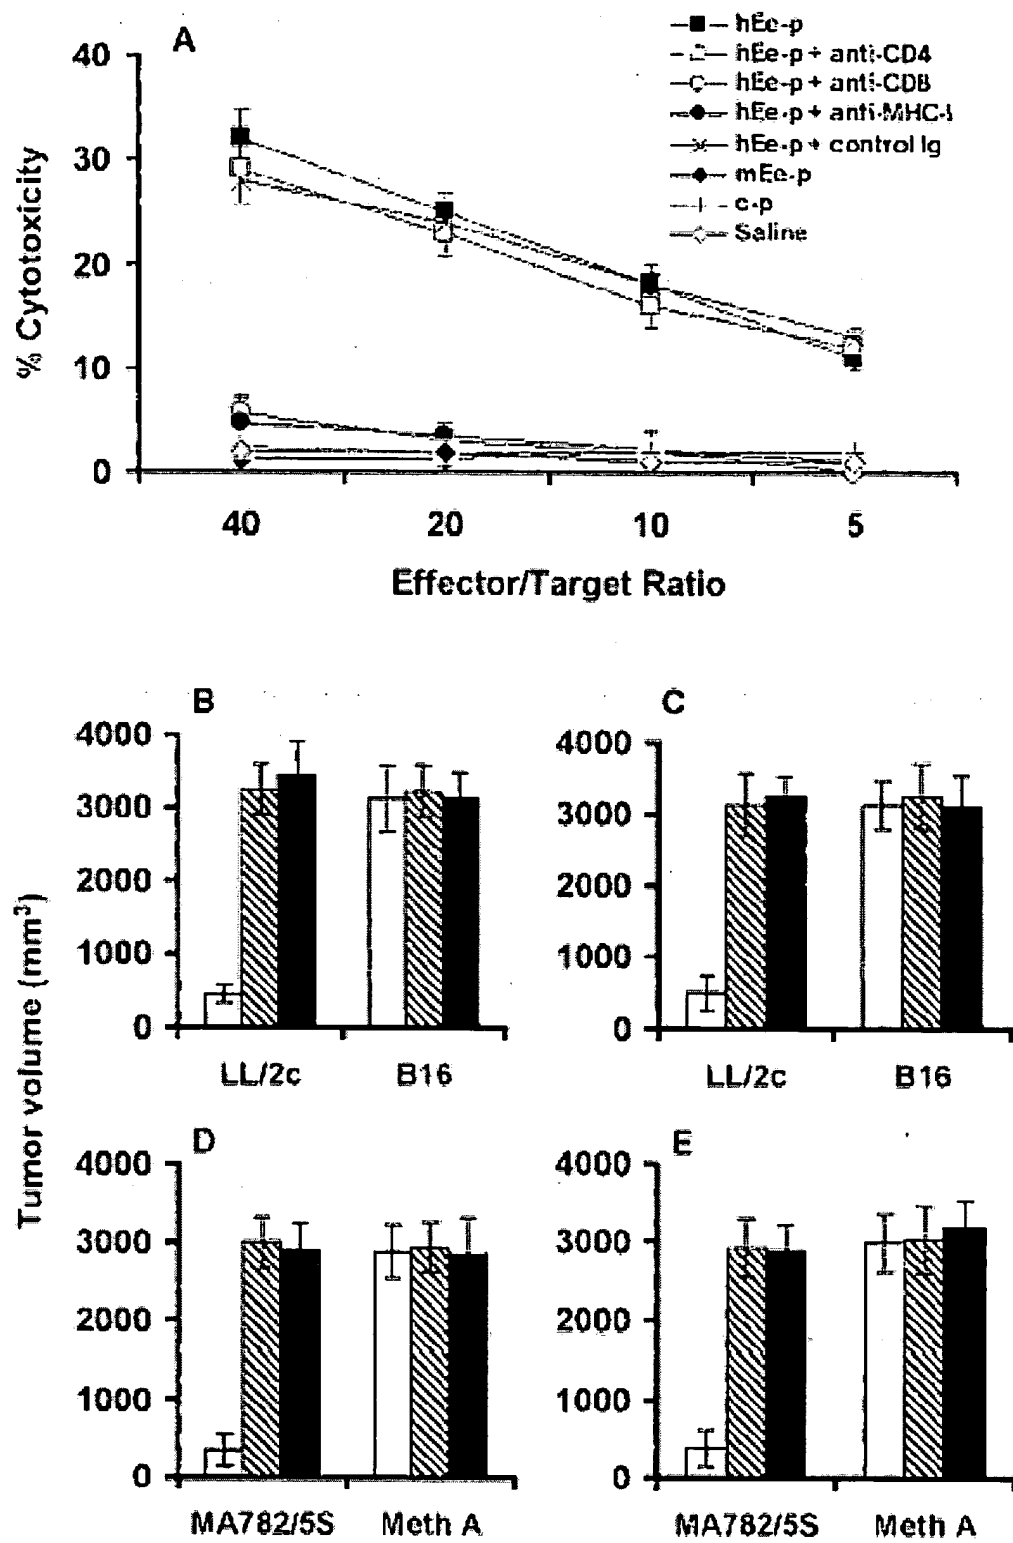 A
hEe-p
hEe-p + anti-CD4
hEe-p + anti-CD8
hEe-p + anti-MHC-I
hEe-p + control Ig
mEe-p
c-p
Saline
% Cytotoxicity
40
30
20
10
0
40 20 10 5
Effector/Target Ratio
Tumor volume (mm³)
B
4000
3000
2000
1000
0
LL/2c B16
C
4000
3000
2000
1000
0
LL/2c B16
D
4000
3000
2000
1000
0
MA782/5S Meth A
E
4000
3000
2000
1000
0
MA782/5S Meth A